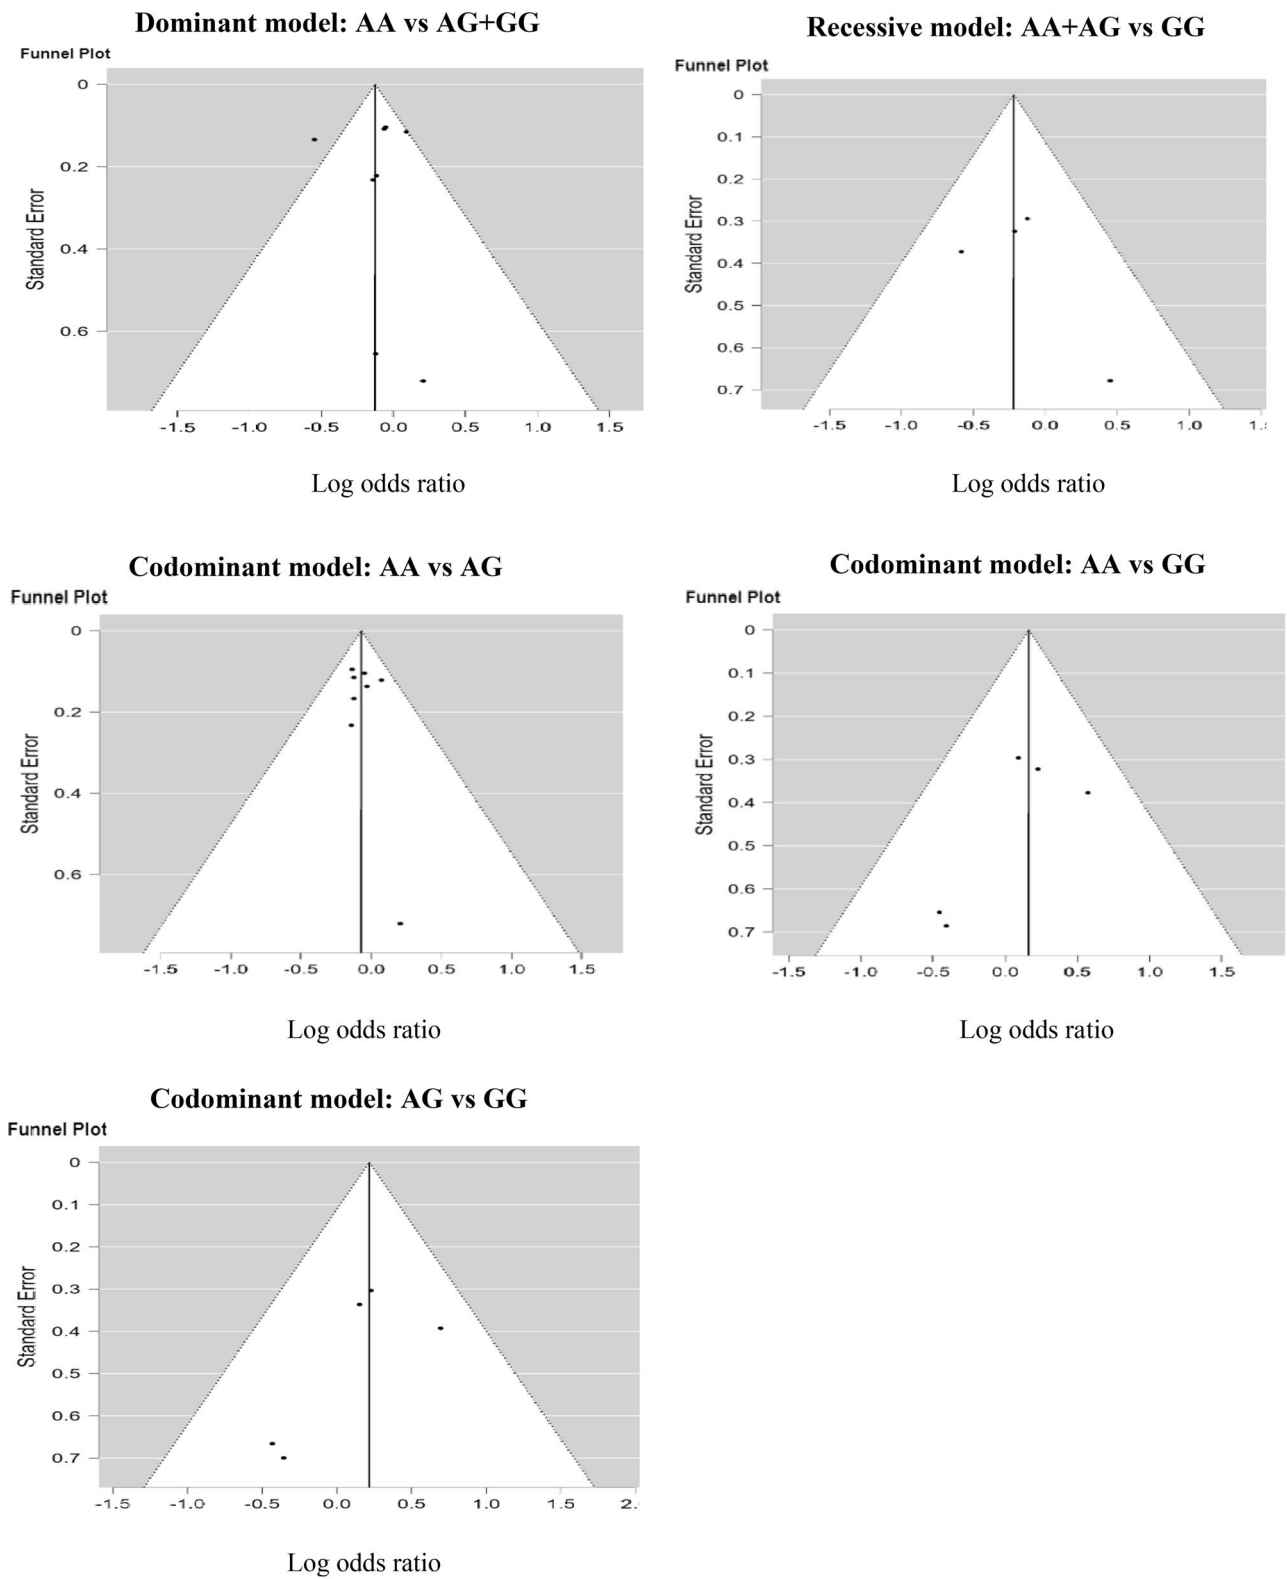 Dominant model: AA vs AG+GG
Funnel Plot
0
0.2
0.4
0.6
Standard Error
-1.5 -1.0 -0.5 0.0 0.5 1.0 1.5
Log odds ratio
Recessive model: AA+AG vs GG
Funnel Plot
0
0.1
0.2
0.3
0.4
0.5
0.6
0.7
Standard Error
-1.5 -1.0 -0.5 0.0 0.5 1.0
Log odds ratio
Codominant model: AA vs AG
Funnel Plot
0
0.2
0.4
0.6
Standard Error
-1.5 -1.0 -0.5 0.0 0.5 1.0 1.5
Log odds ratio
Codominant model: AA vs GG
Funnel Plot
0
0.1
0.2
0.3
0.4
0.5
0.6
0.7
Standard Error
-1.5 -1.0 -0.5 0.0 0.5 1.0 1.5
Log odds ratio
Codominant model: AG vs GG
Funnel Plot
0
0.1
0.2
0.3
0.4
0.5
0.6
0.7
Standard Error
-1.5 -1.0 -0.5 0.0 0.5 1.0 1.5
Log odds ratio